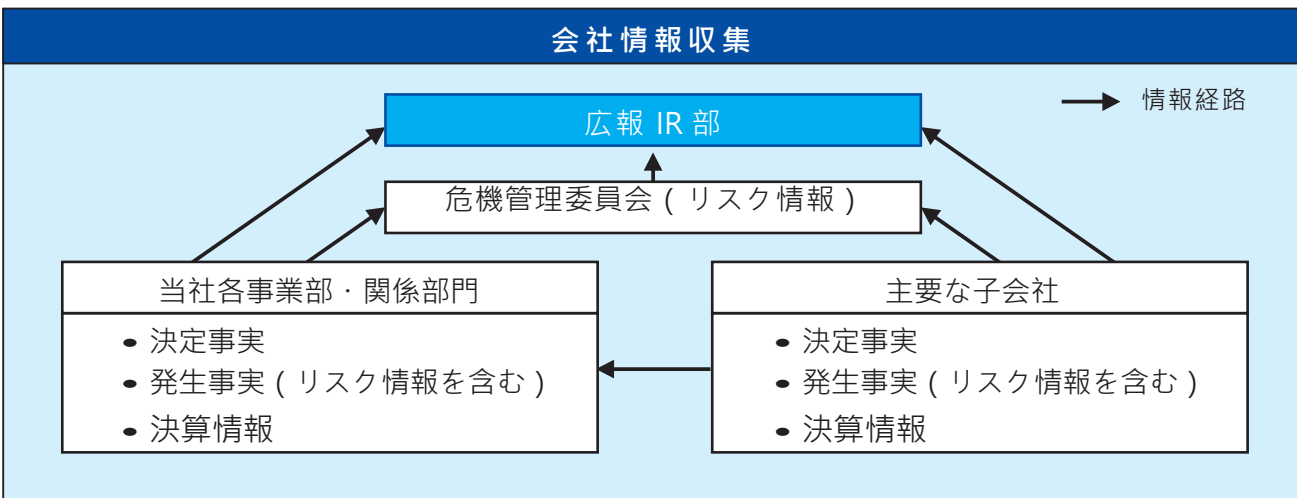 会社情報収集
情報経路
広報 IR 部
危機管理委員会 ( リスク情報 )
当社各事業部・関係部門
• 決定事実
• 発生事実 ( リスク情報を含む )
• 決算情報
主要な子会社
• 決定事実
• 発生事実 ( リスク情報を含む )
• 決算情報